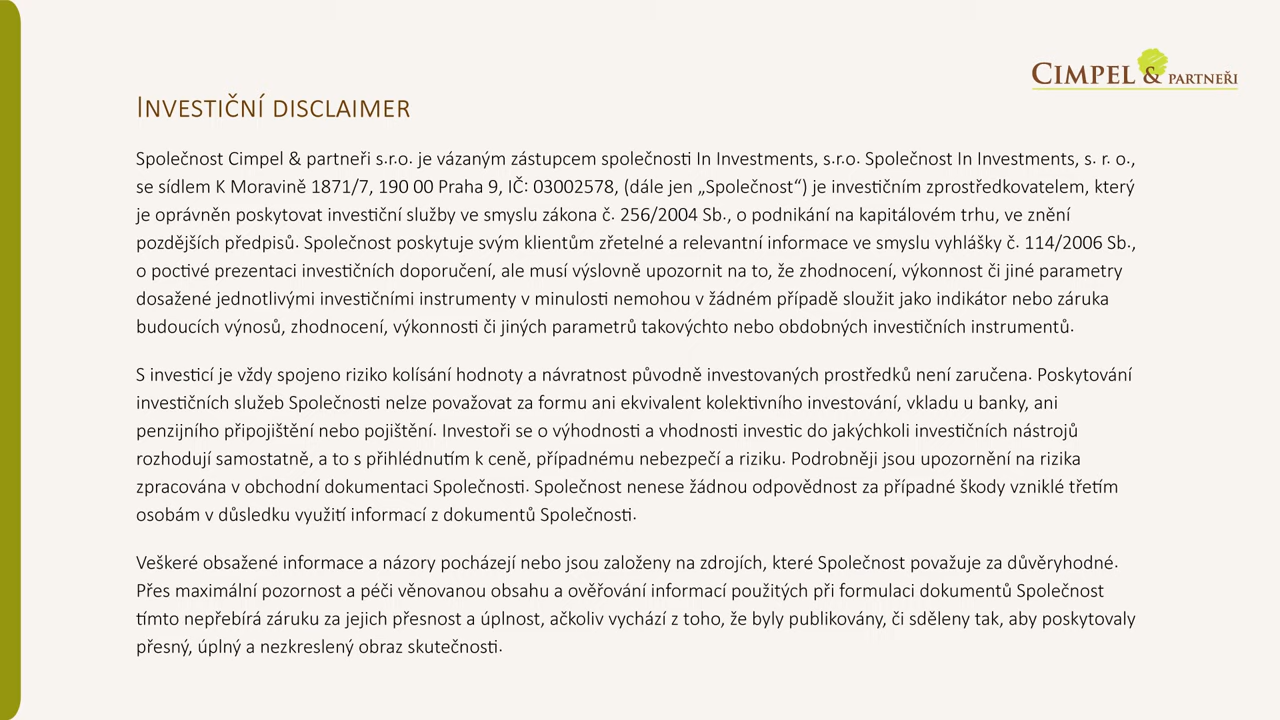 CIMPEL & PARTNEŘI
INVESTIČNÍ DISCLAIMER
Společnost Cimpel & partneři s.r.o. je vázaným zástupcem společnosti In Investments, s.r.o. Společnost In Investments, s. r. o.,
se sídlem K Moravině 1871/7, 190 00 Praha 9, IČ: 03002578, (dále jen „Společnost“) je investičním zprostředkovatelem, který
je oprávněn poskytovat investiční služby ve smyslu zákona č. 256/2004 Sb., o podnikání na kapitálovém trhu, ve znění
pozdějších předpisů. Společnost poskytuje svým klientům zřetelné a relevantní informace ve smyslu vyhlášky č. 114/2006 Sb.,
o poctivé prezentaci investičních doporučení, ale musí výslovně upozornit na to, že zhodnocení, výkonnost či jiné parametry
dosažené jednotlivými investičními instrumenty v minulosti nemohou v žádném případě sloužit jako indikátor nebo záruka
budoucích výnosů, zhodnocení, výkonnosti či jiných parametrů takovýchto nebo obdobných investičních instrumentů.
S investicí je vždy spojeno riziko kolísání hodnoty a návratnost původně investovaných prostředků není zaručena. Poskytování
investičních služeb Společnosti nelze považovat za formu ani ekvivalent kolektivního investování, vkladu u banky, ani
penzijního připojištění nebo pojištění. Investoři se o výhodnosti a vhodnosti investic do jakýchkoli investičních nástrojů
rozhodují samostatně, a to s přihlédnutím k ceně, případnému nebezpečí a riziku. Podrobněji jsou upozornění na rizika
zpracována v obchodní dokumentaci Společnosti. Společnost nenese žádnou odpovědnost za případné škody vzniklé třetím
osobám v důsledku využití informací z dokumentů Společnosti.
Veškeré obsažené informace a názory pocházejí nebo jsou založeny na zdrojích, které Společnost považuje za důvěryhodné.
Přes maximální pozornost a péči věnovanou obsahu a ověřování informací použitých při formulaci dokumentů Společnost
tímto nepřebírá záruku za jejich přesnost a úplnost, ačkoliv vychází z toho, že byly publikovány, či sděleny tak, aby poskytovaly
přesný, úplný a nezkreslený obraz skutečnosti.